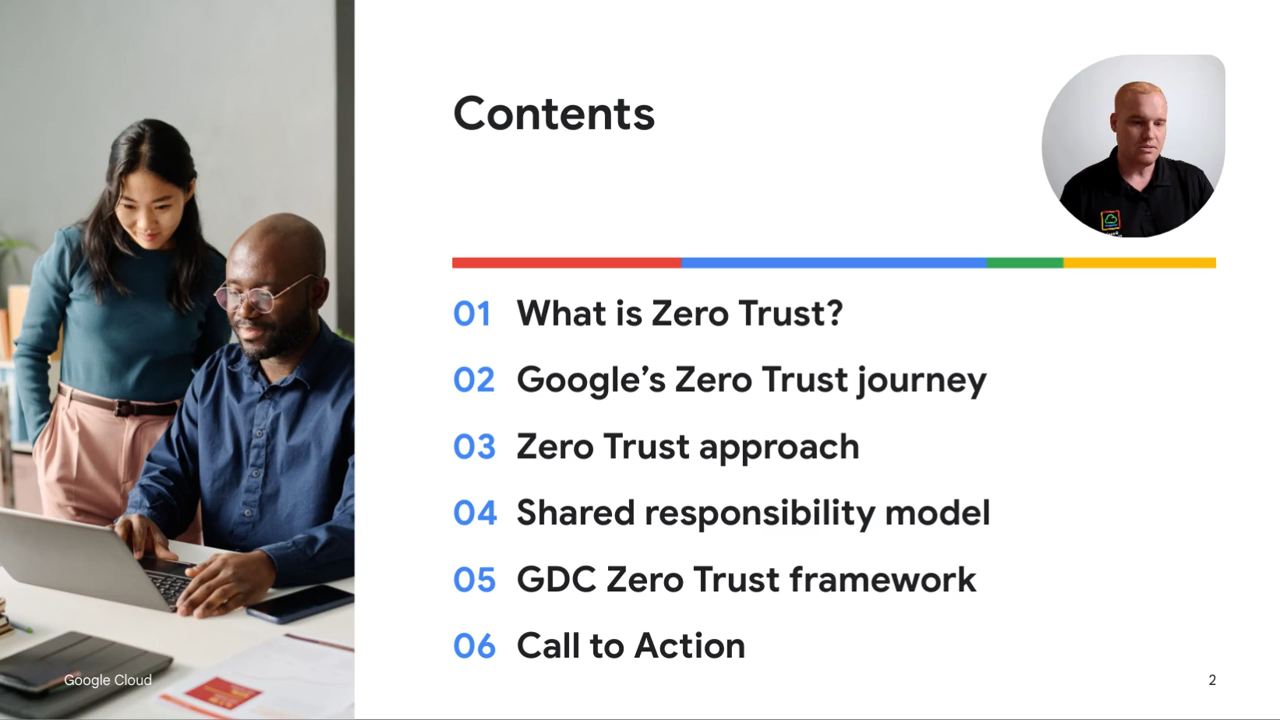 Contents
01 What is Zero Trust?
02 Google’s Zero Trust journey
03 Zero Trust approach
04 Shared responsibility model
05 GDC Zero Trust framework
06 Call to Action
Google Cloud
2